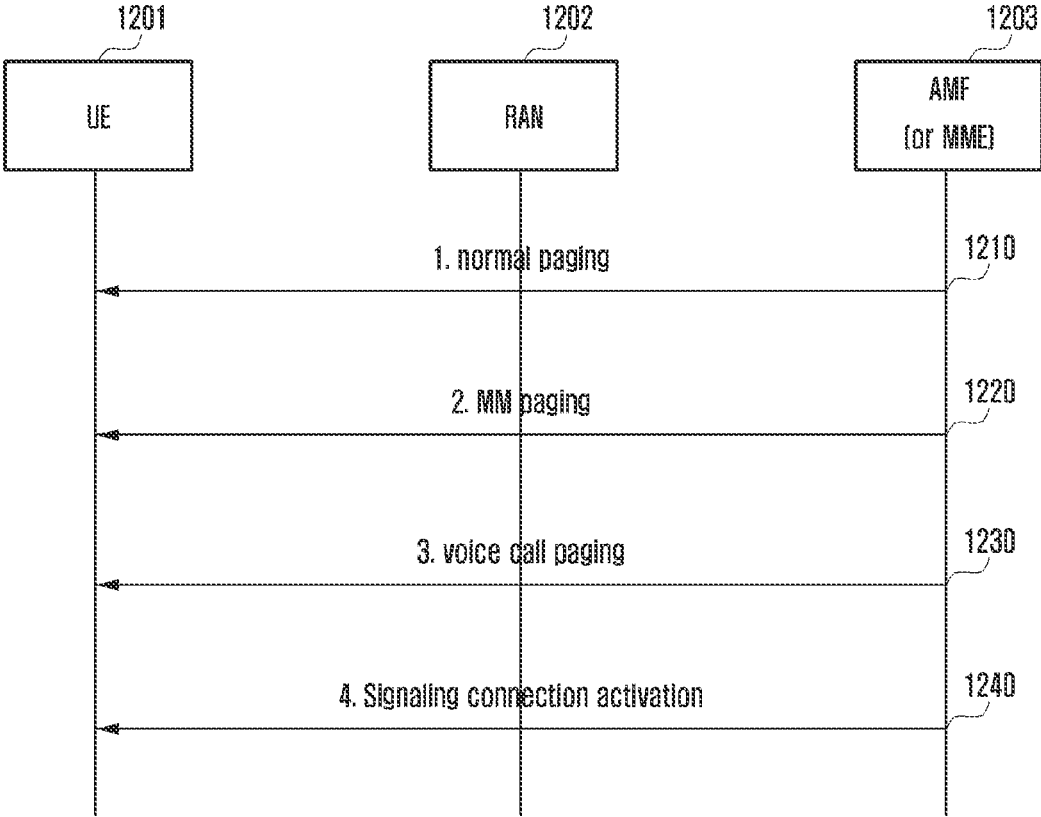 1201
1202
1203
UE
RAN
AMF
(or MME)
1. normal paging
1210
2. MM paging
1220
3. voice call paging
1230
4. Signaling connection activation
1240